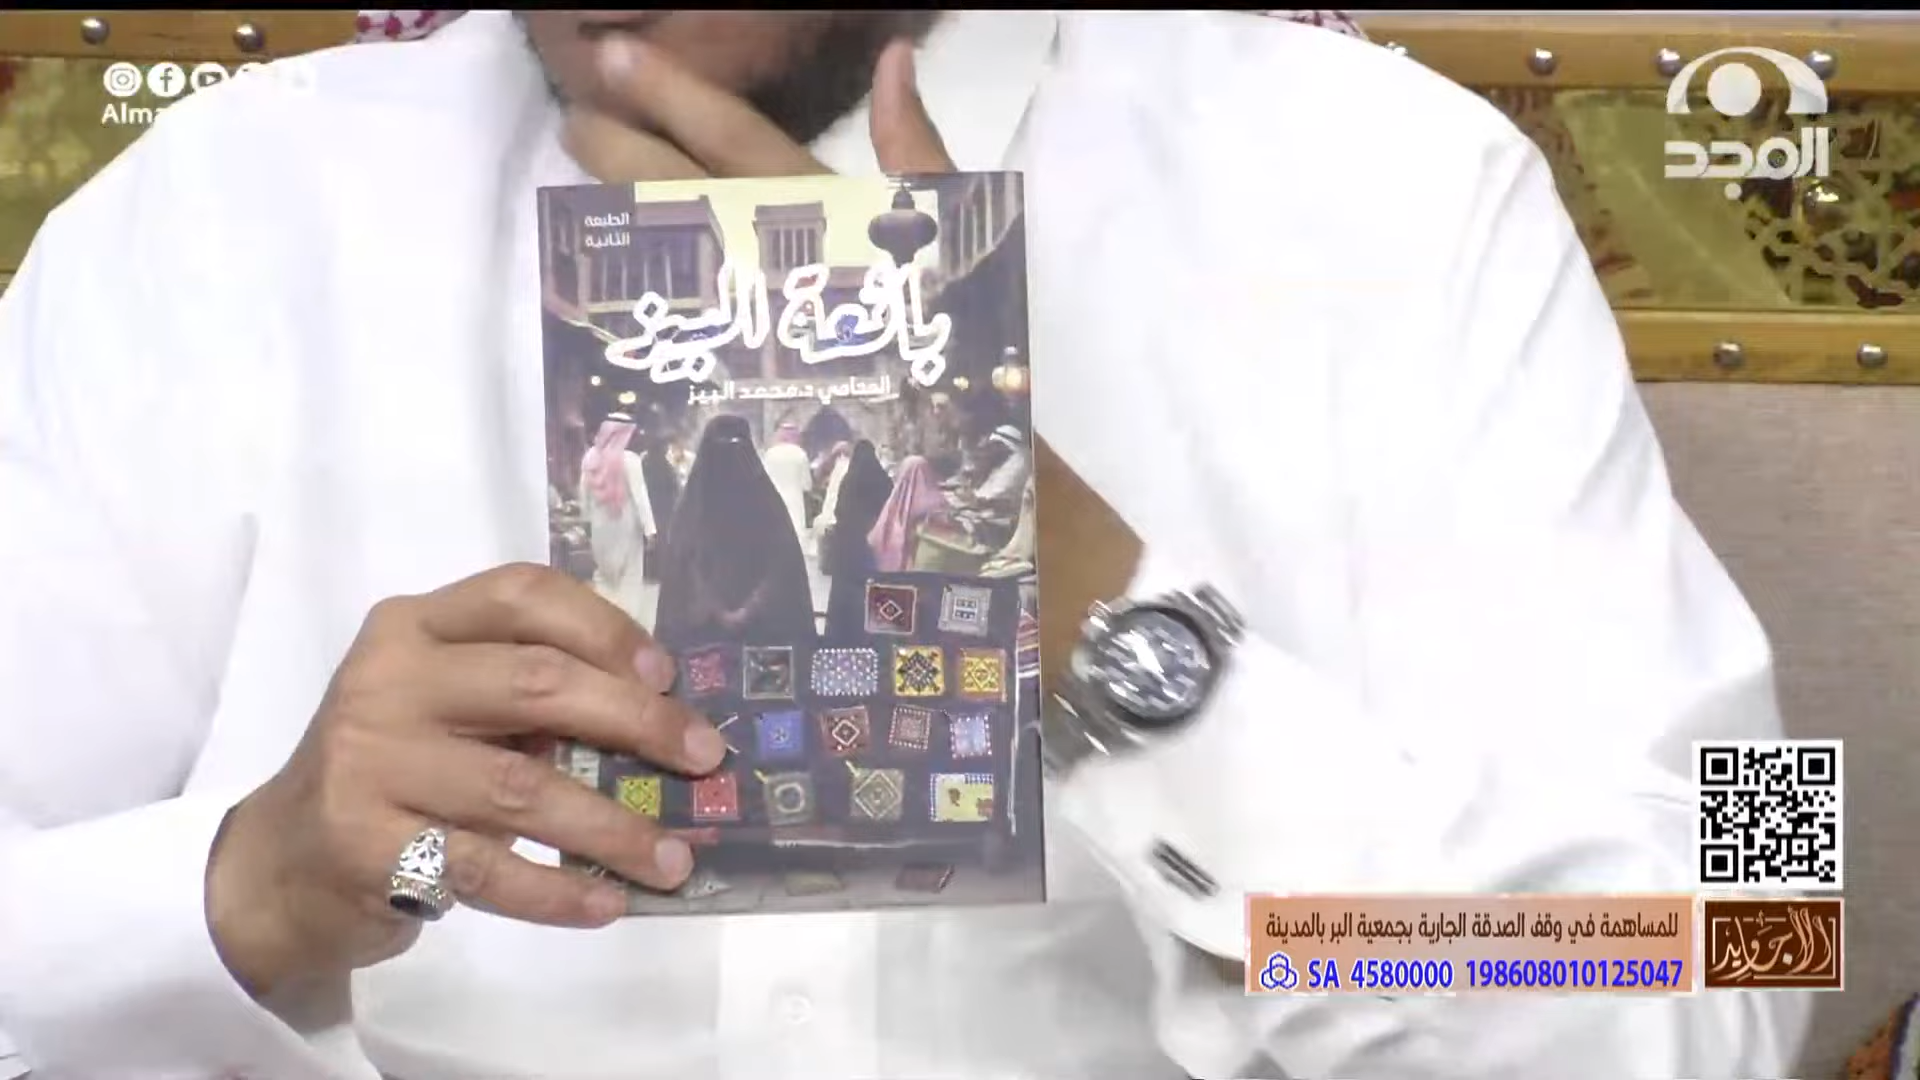 Alma
المجد
الطبعة
الثانية
بائعة البيز
المحامي د.محمد البيز
للمساهمة في وقف الصدقة الجارية بجمعية البر بالمدينة
SA 4580000 198608010125047
الأجاويد